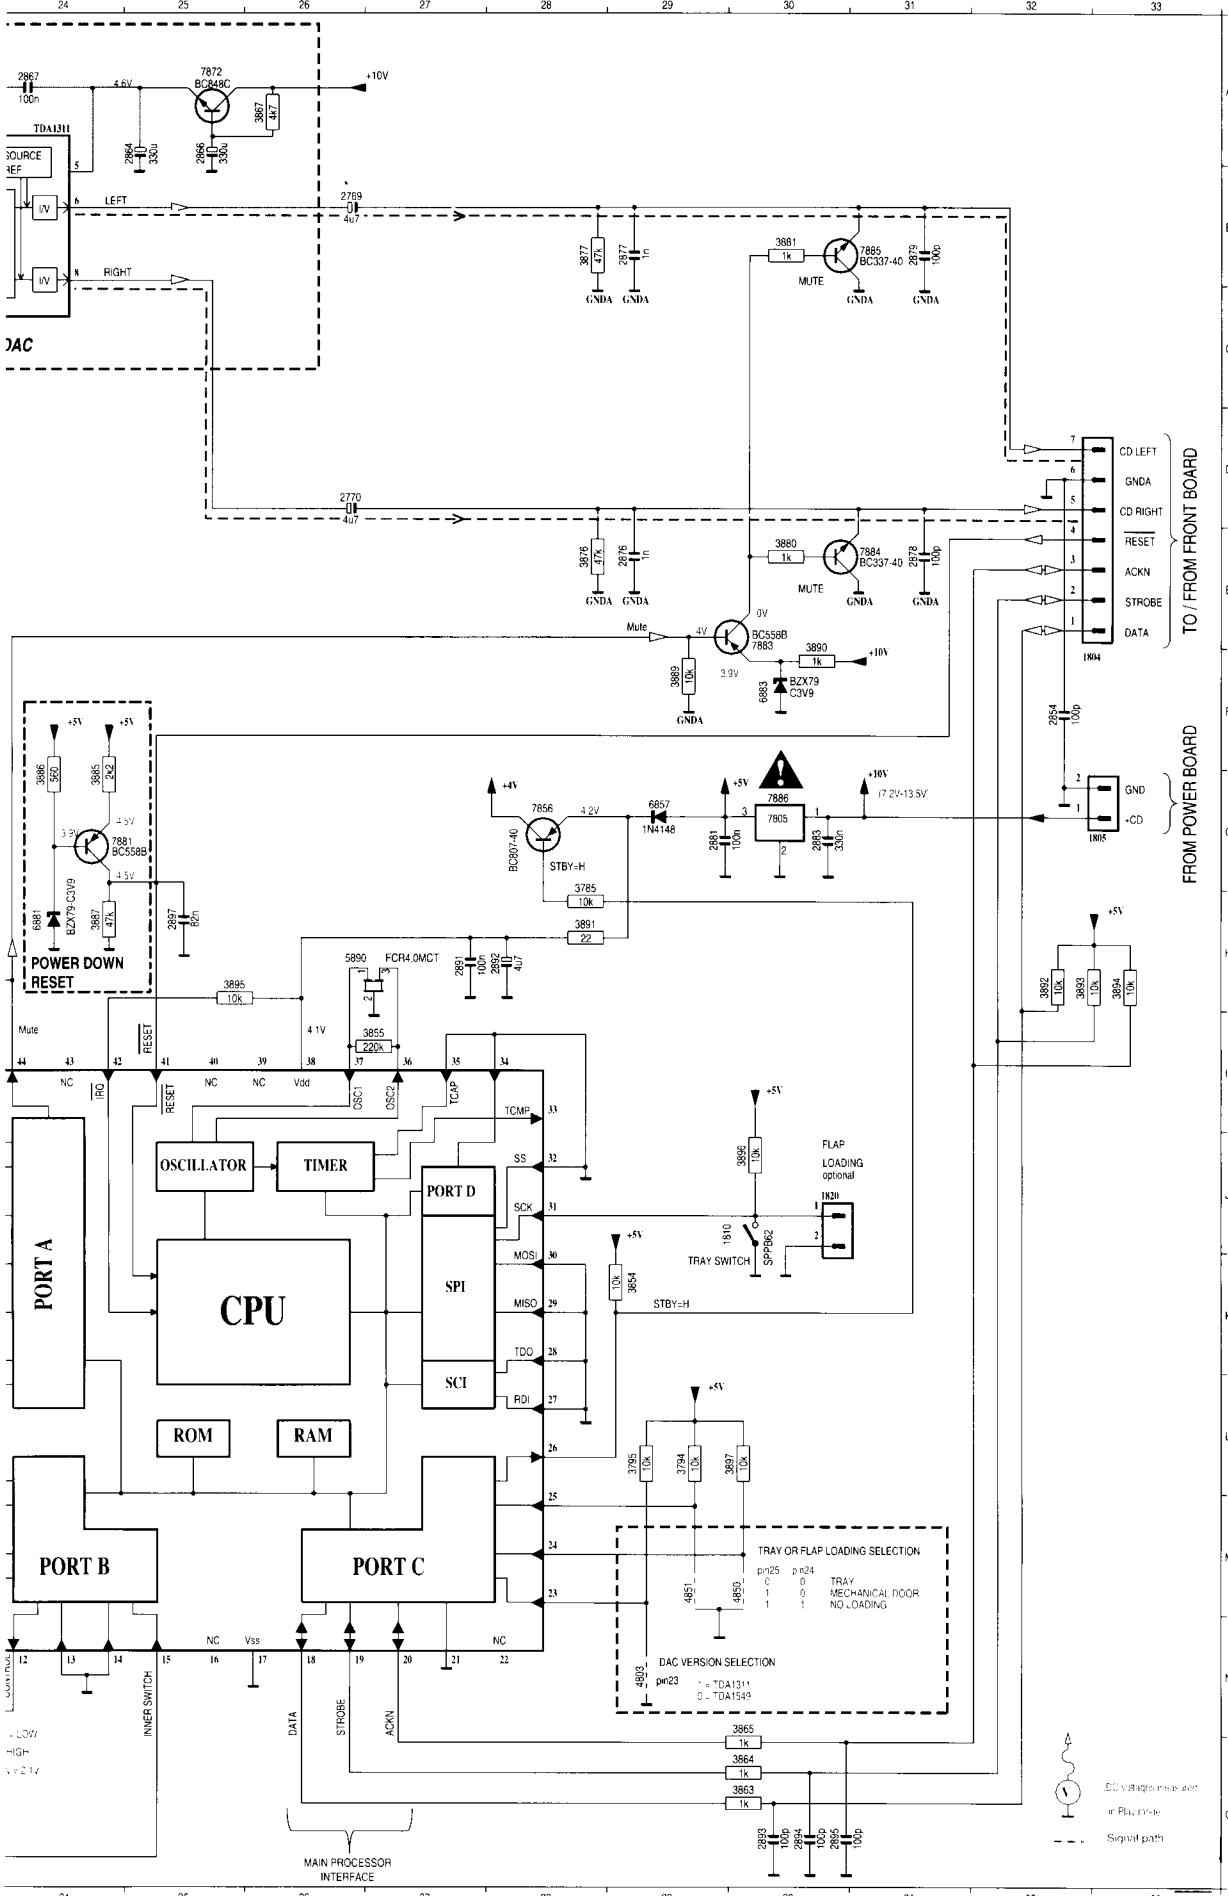 24 25 26 27 28 29 30 31 32 33
2867
100n
4.6V
7872
BC848C
3867
4k7
+10V
TDA1311
SOURCE
REF
5
2864
330u
2866
330u
I/V
6
LEFT
2769
4u7
I/V
8
RIGHT
3877
47k
2877
1n
3881
1k
7885
BC337-40
2879
100p
MUTE
GNDA
GNDA
GNDA
GNDA
DAC
7
CD LEFT
6
GNDA
5
CD RIGHT
4
RESET
3
ACKN
2
STROBE
1
DATA
1804
TO / FROM FRONT BOARD
2770
4u7
3876
47k
2876
1n
3880
1k
7884
BC337-40
2878
100p
MUTE
GNDA
GNDA
GNDA
GNDA
Mute
4V
0V
BC558B
7883
3890
1k
+10V
3889
10k
3.9V
6883
BZX79
C3V9
GNDA
2854
100p
+5V
+5V
3886
560
3885
2k2
3.9V
4.5V
7881
BC558B
4.5V
6881
BZX79-C3V9
3887
47k
2897
82n
POWER DOWN
RESET
+4V
7856
BC807-40
4.2V
STBY=H
6857
1N4148
+5V
2881
100n
3
7886
7805
1
2
2883
330n
+10V
(7.2V-13.5V)
2
GND
1
+CD
1805
FROM POWER BOARD
3785
10k
3891
22
5890
FCR4.0MCT
1
3
2
2891
100n
2892
4u7
3895
10k
4.1V
3855
220k
+5V
3892
10k
3893
10k
3894
10k
Mute
RESET
44 43 42 41 40 39 38 37 36 35 34
NC
IRQ
RESET
NC
NC
Vdd
OSC1
OSC2
TCAP
TCMP
33
SS
32
SCK
31
MOSI
30
MISO
29
TDO
28
RDI
27
26
25
24
23
OSCILLATOR
TIMER
PORT D
PORT A
CPU
SPI
SCI
ROM
RAM
PORT B
PORT C
+5V
3896
10k
FLAP
LOADING
optional
1820
1
2
1810
SPPB62
TRAY SWITCH
+5V
10k
3854
STBY=H
+5V
3795
10k
3794
10k
3897
10k
TRAY OR FLAP LOADING SELECTION
pin25 pin24
0 0 TRAY
1 0 MECHANICAL DOOR
1 1 NO LOADING
4851
4850
DAC VERSION SELECTION
pin23
1 = TDA1311
0 = TDA1549
4803
NC
Vss
NC
12 13 14 15 16 17 18 19 20 21 22
INNER SWITCH
DATA
STROBE
ACKN
= LOW
HIGH
3865
1k
3864
1k
3863
1k
2893
100p
2894
100p
2895
100p
MAIN PROCESSOR
INTERFACE
V
DC voltages measured
in Play mode
Signal path